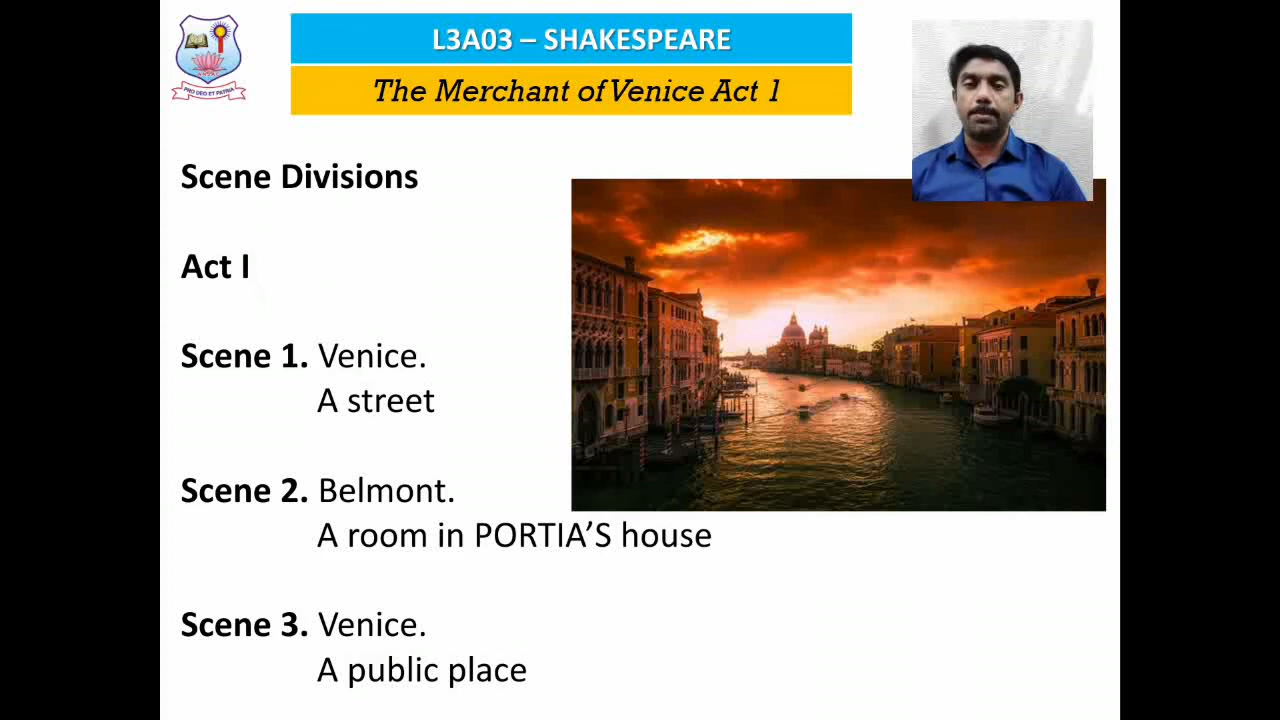 L3A03 – SHAKESPEARE
The Merchant of Venice Act 1
PRO DEO ET PATRIA
Scene Divisions
Act I
Scene 1. Venice.
A street
Scene 2. Belmont.
A room in PORTIA’S house
Scene 3. Venice.
A public place